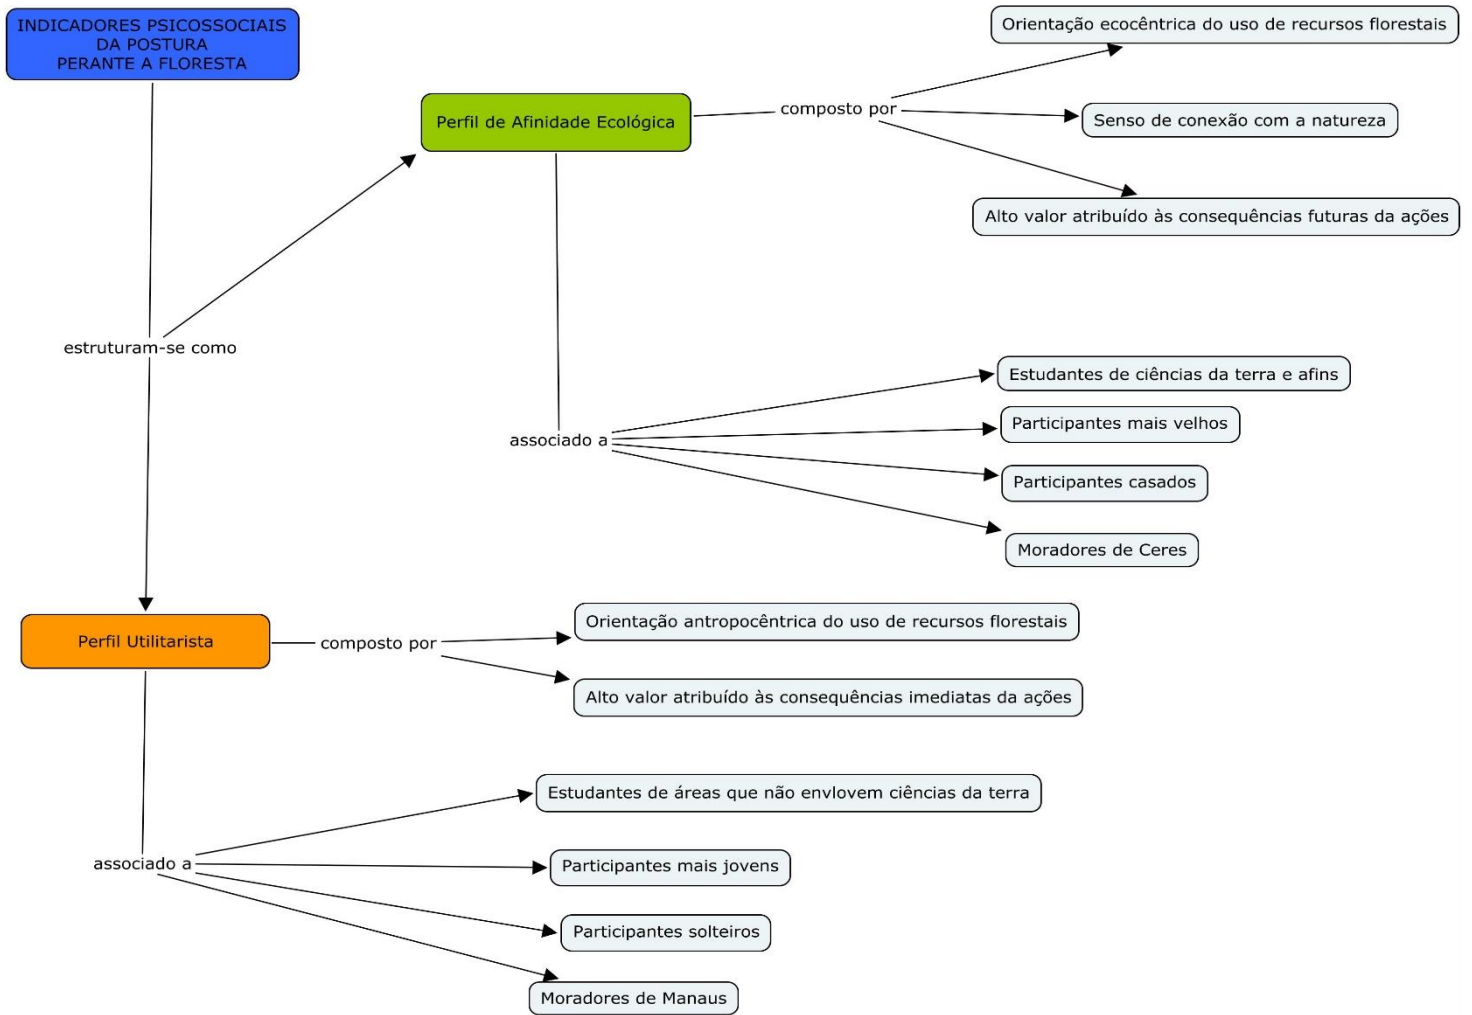 INDICADORES PSICOSSOCIAIS
DA POSTURA
PERANTE A FLORESTA
estruturam-se como
Perfil de Afinidade Ecológica
composto por
Orientação ecocêntrica do uso de recursos florestais
Senso de conexão com a natureza
Alto valor atribuído às consequências futuras da ações
associado a
Estudantes de ciências da terra e afins
Participantes mais velhos
Participantes casados
Moradores de Ceres
Perfil Utilitarista
composto por
Orientação antropocêntrica do uso de recursos florestais
Alto valor atribuído às consequências imediatas da ações
associado a
Estudantes de áreas que não envlovem ciências da terra
Participantes mais jovens
Participantes solteiros
Moradores de Manaus